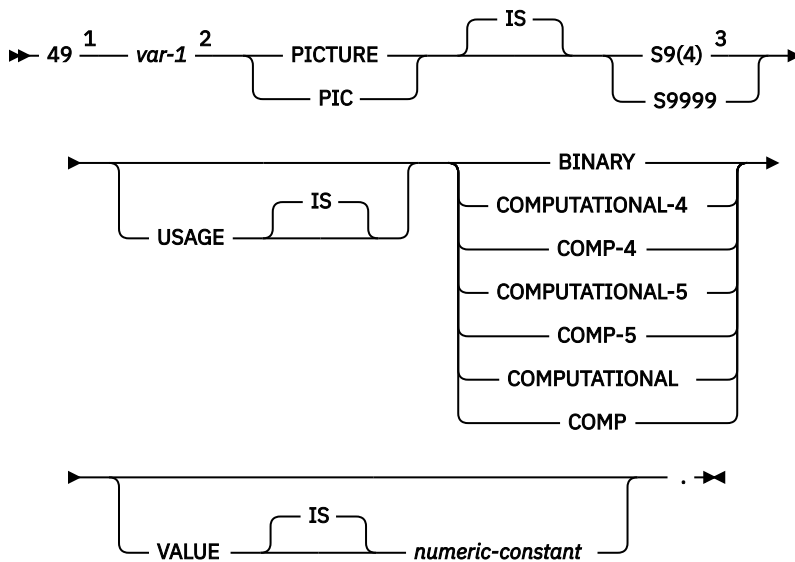 IS
49 1 var-1 2 PICTURE S9(4) 3
PIC S9999
BINARY
IS COMPUTATIONAL-4
USAGE
COMP-4
COMPUTATIONAL-5
COMP-5
COMPUTATIONAL
COMP
.
IS
VALUE numeric-constant